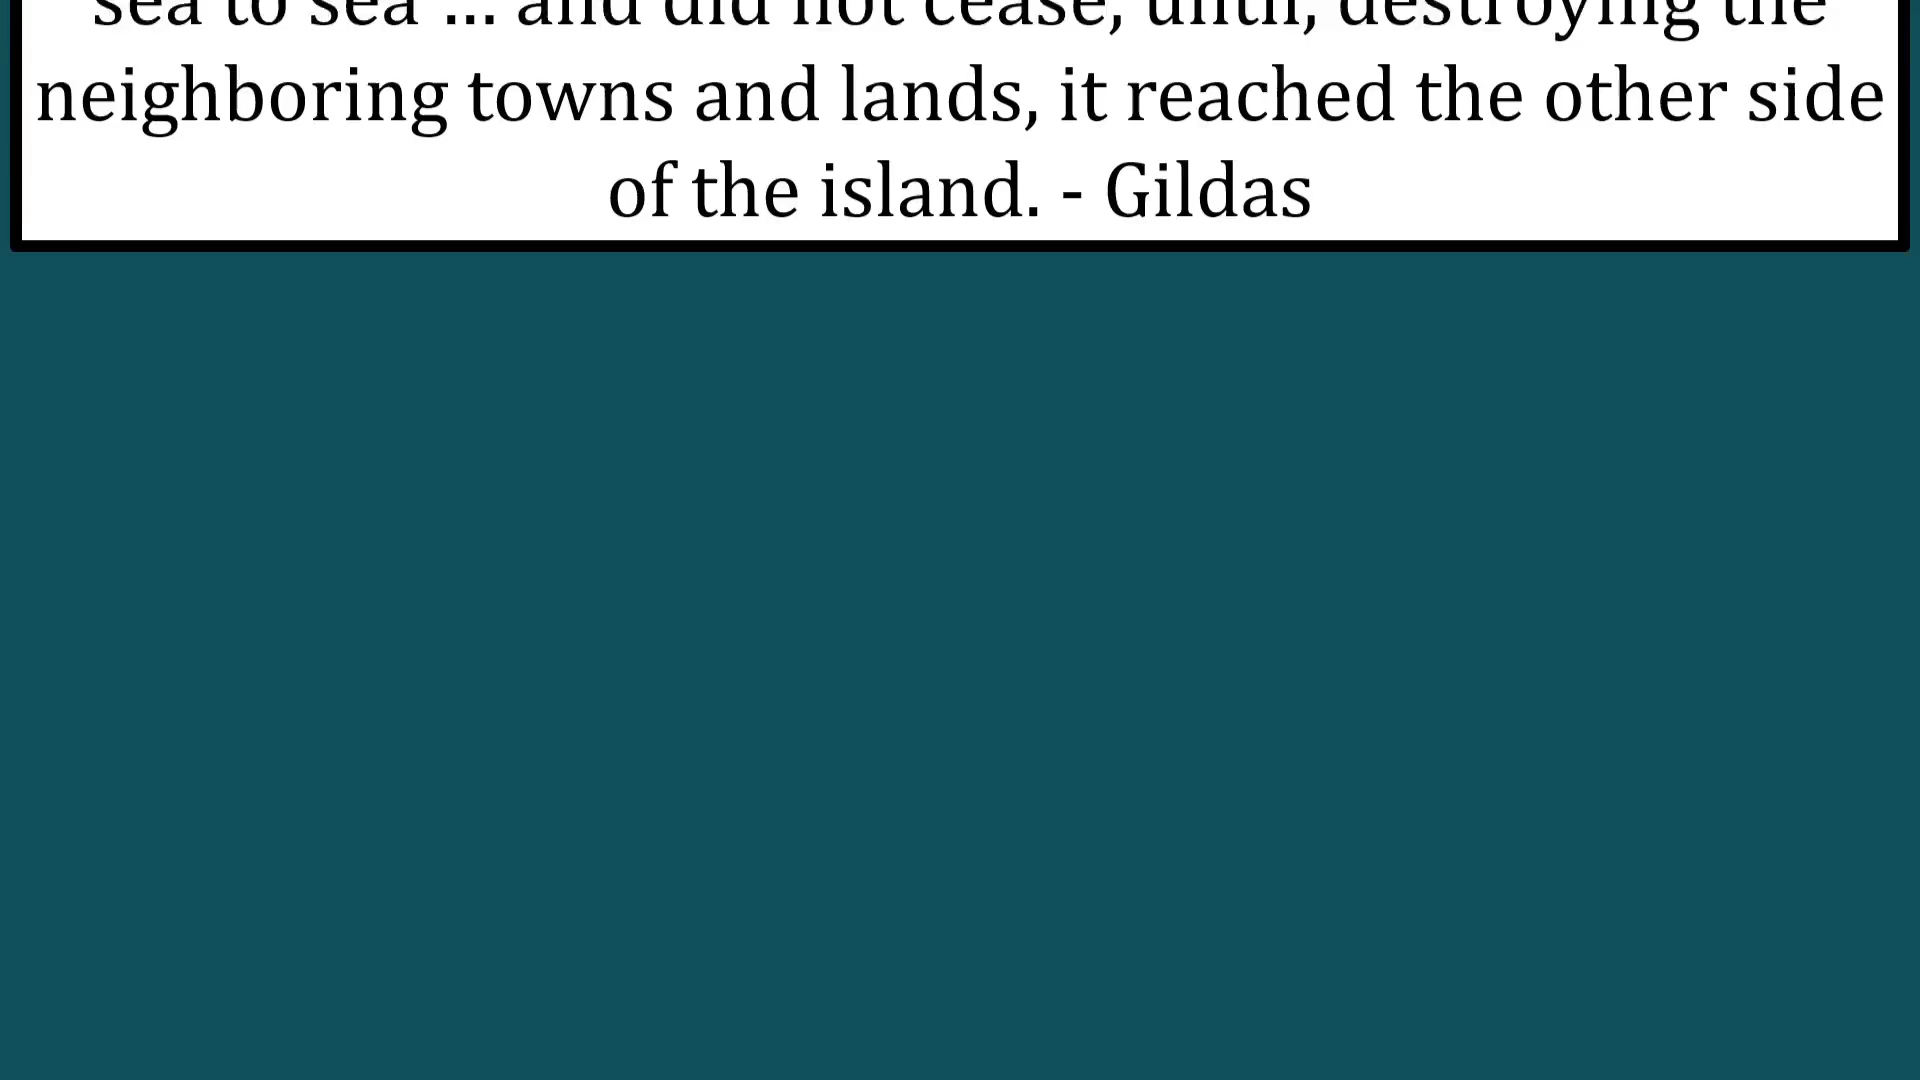 sea to sea ... and did not cease, until, destroying the
neighboring towns and lands, it reached the other side
of the island. - Gildas